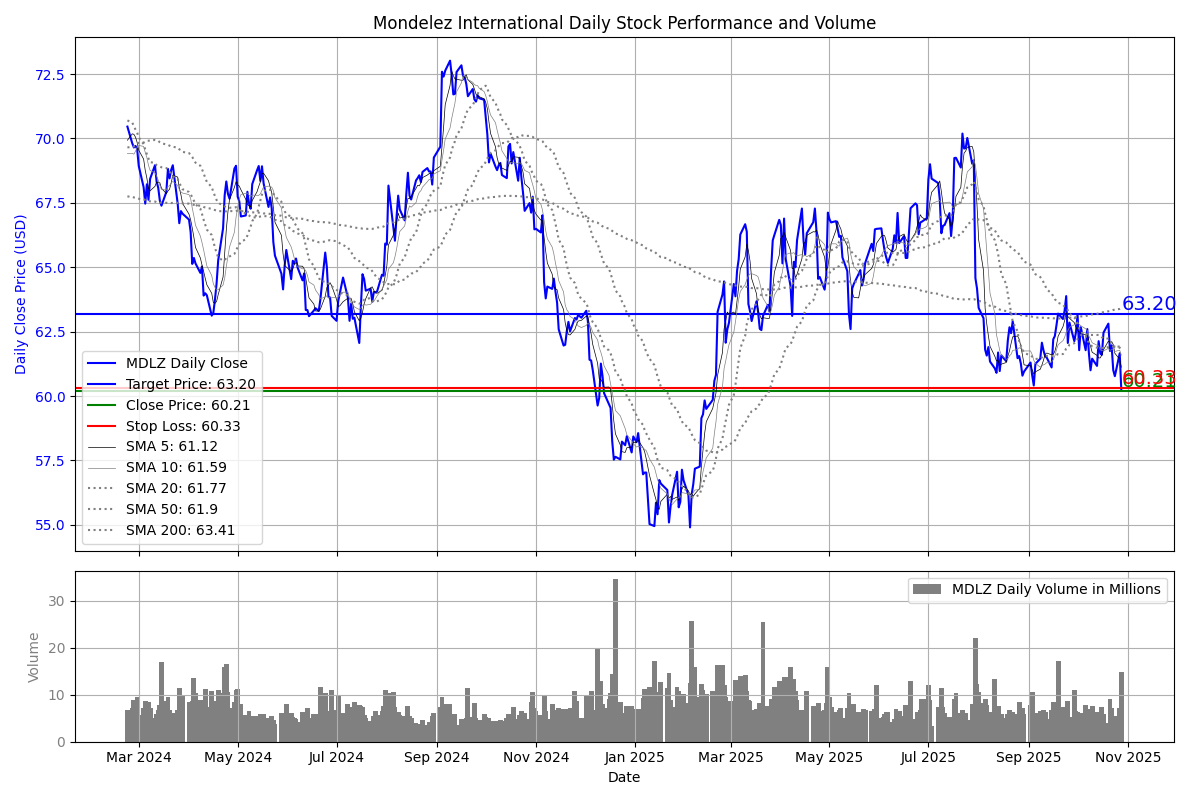 Mondelez International Daily Stock Performance and Volume
Daily Close Price (USD)
72.5
70.0
67.5
65.0
62.5
60.0
57.5
55.0
63.20
60.33
60.21
MDLZ Daily Close
Target Price: 63.20
Close Price: 60.21
Stop Loss: 60.33
SMA 5: 61.12
SMA 10: 61.59
SMA 20: 61.77
SMA 50: 61.9
SMA 200: 63.41
Volume
30
20
10
0
MDLZ Daily Volume in Millions
Mar 2024
May 2024
Jul 2024
Sep 2024
Nov 2024
Jan 2025
Mar 2025
May 2025
Jul 2025
Sep 2025
Nov 2025
Date